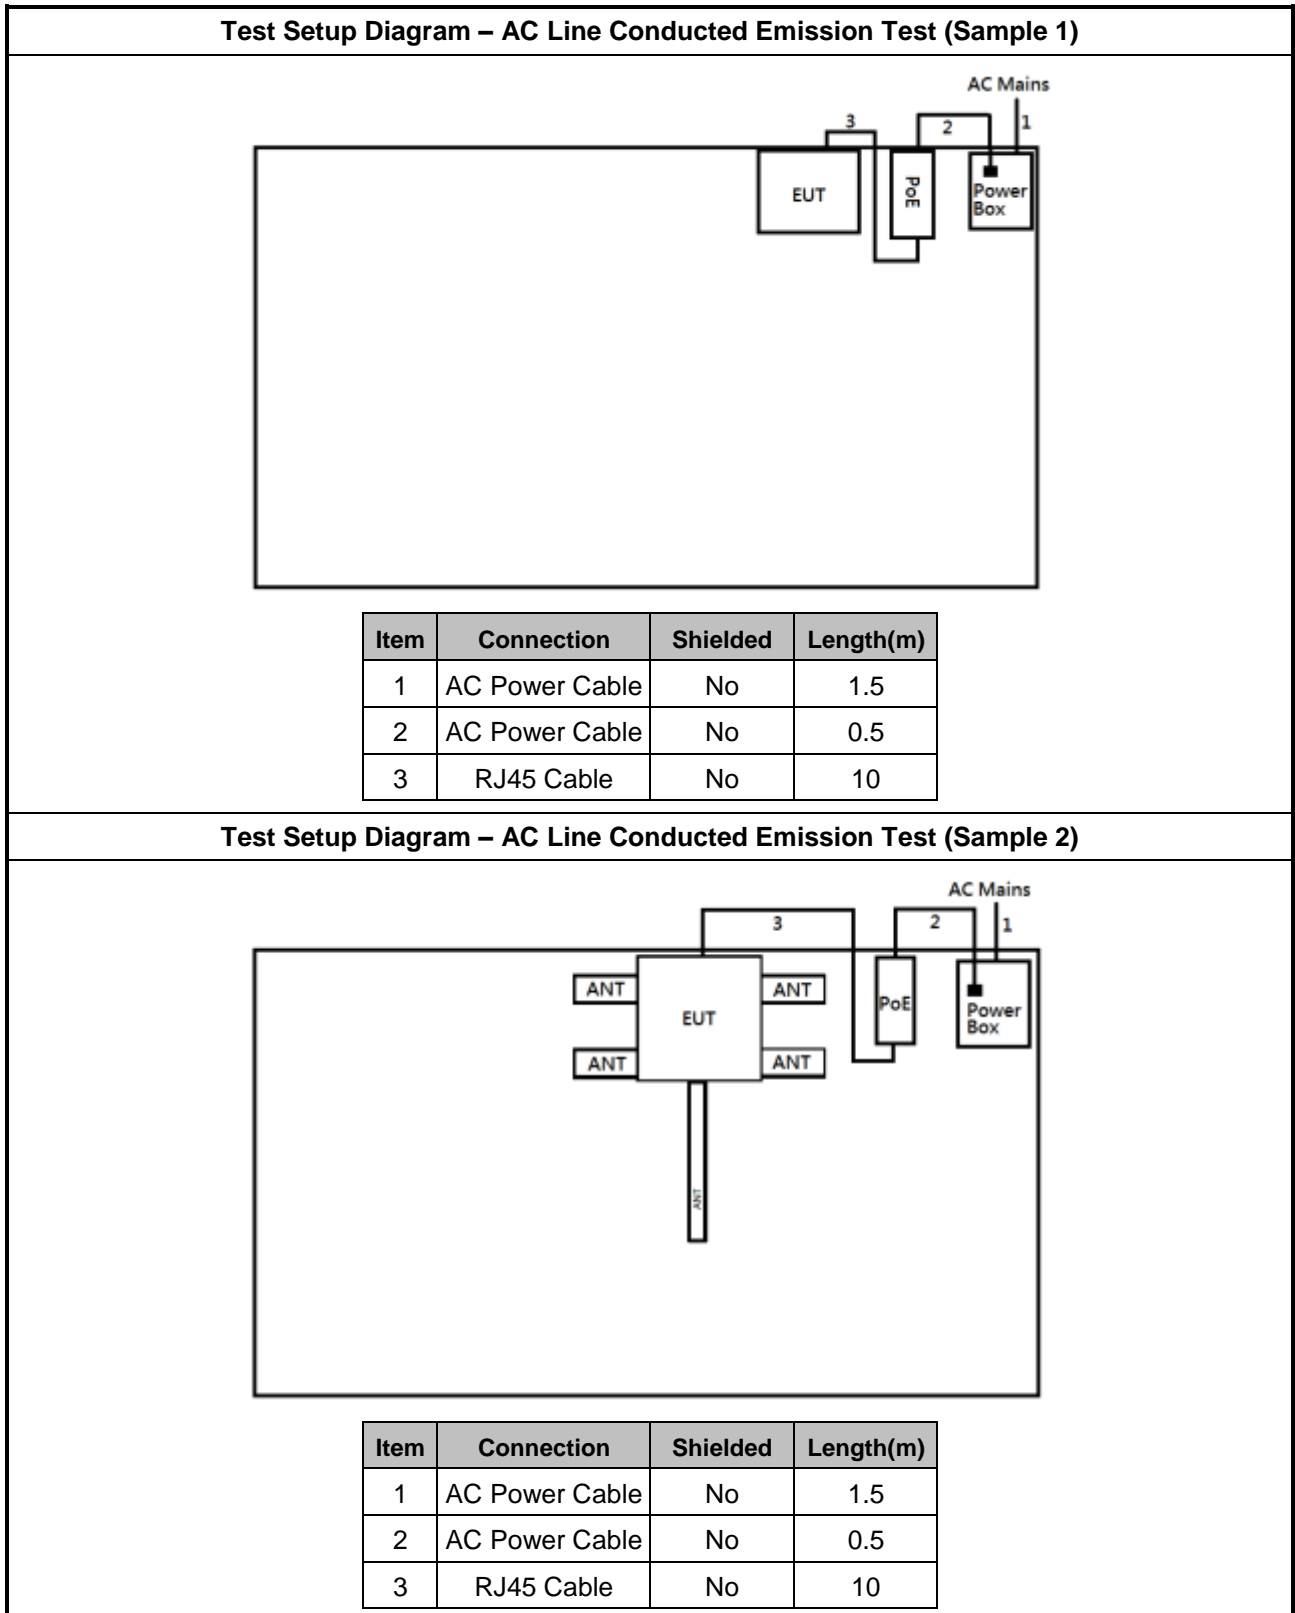 Test Setup Diagram – AC Line Conducted Emission Test (Sample 1)
AC Mains
3
2
1
EUT
PoE
Power
Box
Item Connection Shielded Length(m)
1 AC Power Cable No 1.5
2 AC Power Cable No 0.5
3 RJ45 Cable No 10
Test Setup Diagram – AC Line Conducted Emission Test (Sample 2)
AC Mains
3
2
1
ANT
EUT
ANT
PoE
Power
Box
ANT
ANT
ANT
Item Connection Shielded Length(m)
1 AC Power Cable No 1.5
2 AC Power Cable No 0.5
3 RJ45 Cable No 10